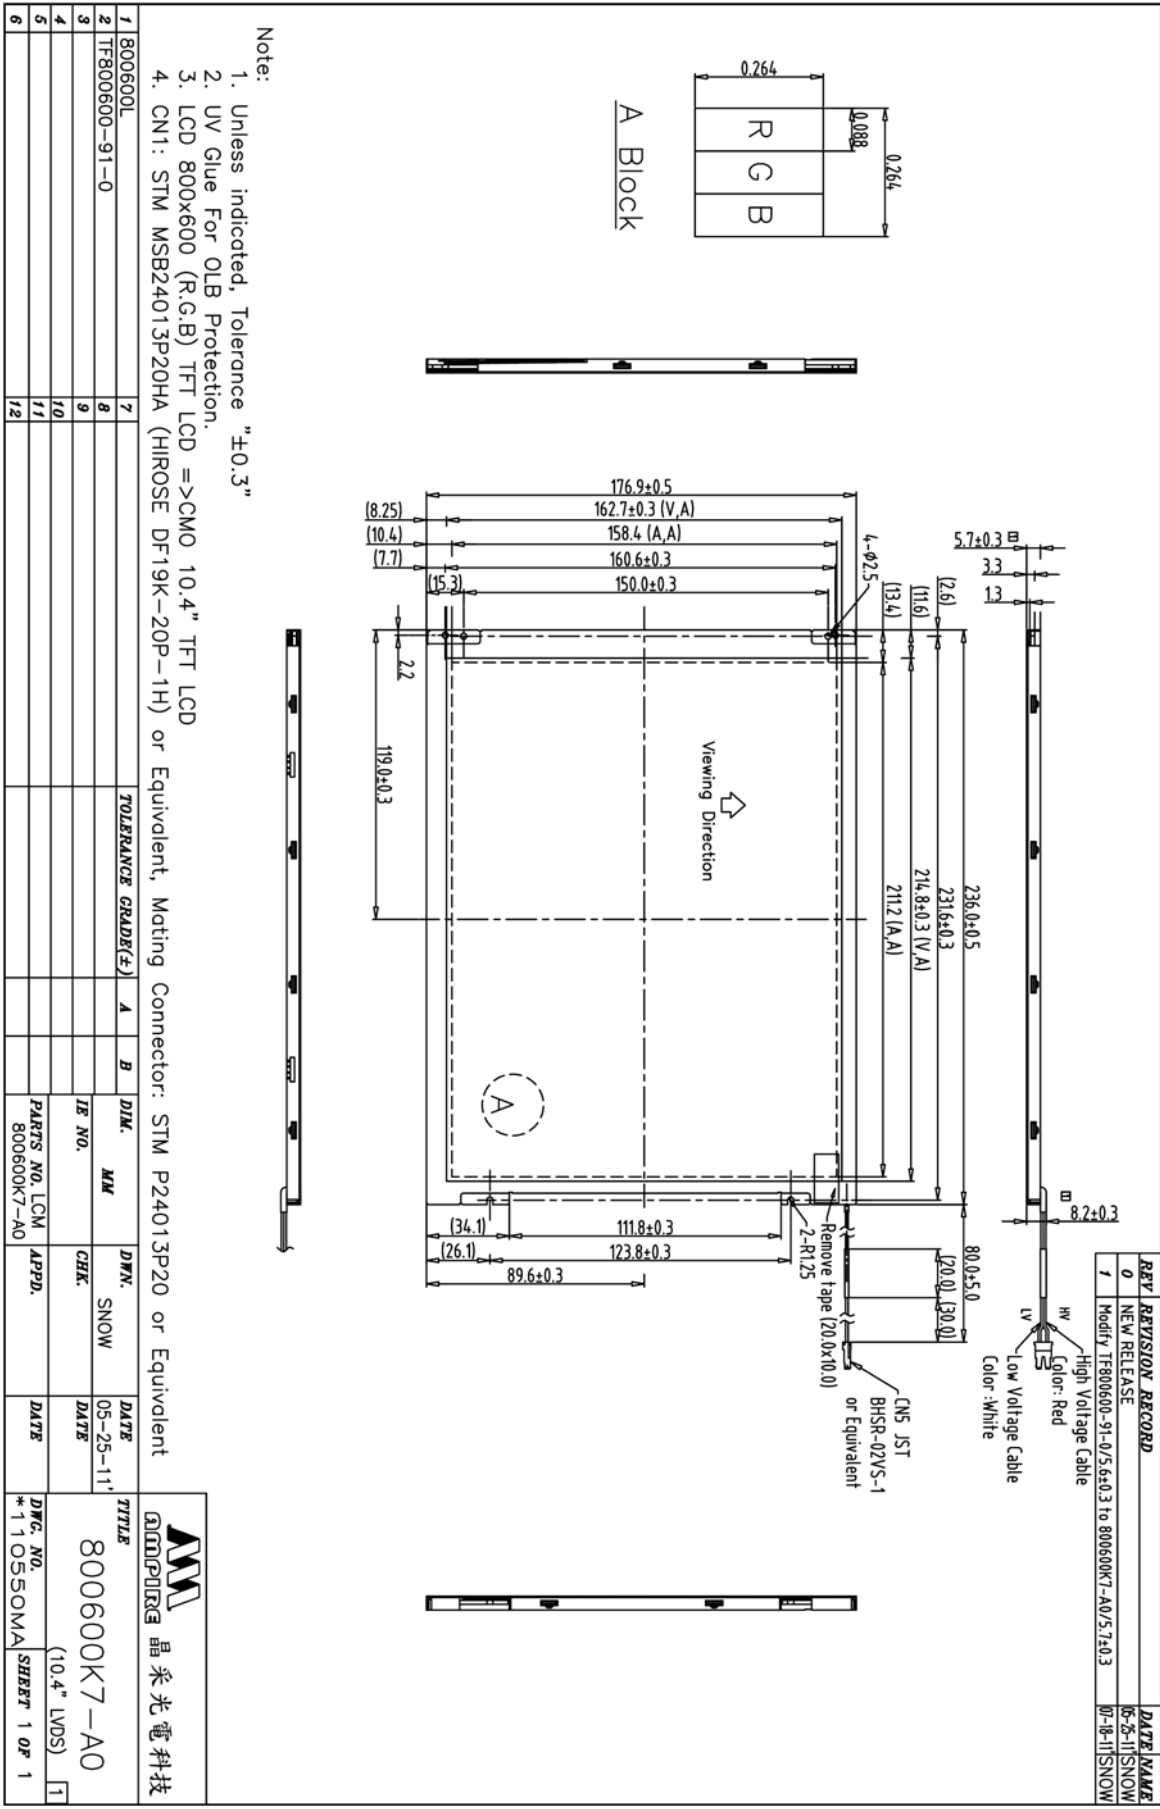 REV REVISION RECORD DATE NAME
0 NEW RELEASE 05-25-11' SNOW
1 Modify TF800600-91-0/5.6±0.3 to 800600K7-A0/5.7±0.3 07-18-11' SNOW
5.7±0.3 1
3.3
1.3
1 8.2±0.3
HV
LV
High Voltage Cable
Color: Red
Low Voltage Cable
Color :White
0.264
0.088
0.264
R G B
A Block
236.0±0.5
(2.6) 231.6±0.3
(11.6) 214.8±0.3 (V,A)
(13.4) 211.2 (A,A)
4-Φ2.5
80.0±5.0
(20.0) (30.0)
CN5 JST
BHSR-02VS-1
or Equivalent
Remove tape (20.0x10.0)
2-R1.25
176.9±0.5
(8.25) 162.7±0.3 (V,A)
(10.4) 158.4 (A,A)
(7.7) 160.6±0.3
(15.3) 150.0±0.3
Viewing Direction
A
2.2
119.0±0.3
(34.1) 111.8±0.3
(26.1) 123.8±0.3
89.6±0.3
Note:
1. Unless indicated, Tolerance "±0.3"
2. UV Glue For OLB Protection.
3. LCD 800x600 (R.G.B) TFT LCD =>CMO 10.4" TFT LCD
4. CN1: STM MSB24013P20HA (HIROSE DF19K-20P-1H) or Equivalent, Mating Connector: STM P24013P20 or Equivalent
AMPIRE 晶采光電科技
1 800600L 7 TOLERANCE GRADE(±) A B
2 TF800600-91-0 8
3 9
4 10
5 11
6 12
DIM. MM
DWN. SNOW
DATE 05-25-11'
IE NO.
CHK.
DATE
PARTS NO. LCM
800600K7-A0
APPD.
DATE
TITLE
800600K7-A0
(10.4" LVDS) 1
DWG. NO.
*110550MA
SHEET 1 OF 1